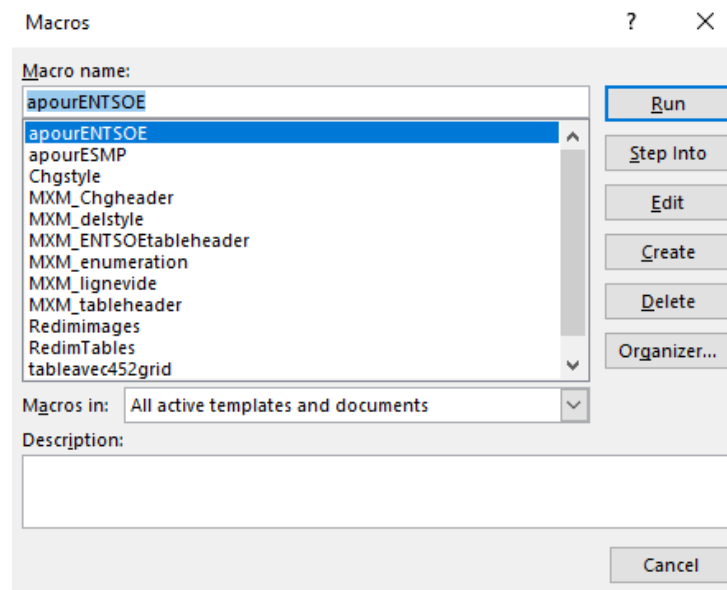 Macros
?
Macro name:
apourENTSOE
apourENTSOE
apourESMP
Chgstyle
MXM_Chgheader
MXM_delstyle
MXM_ENTSOEtableheader
MXM_enumeration
MXM_lignevide
MXM_tableheader
Redimimages
RedimTables
tableavec452grid
Run
Step Into
Edit
Create
Delete
Organizer...
Macros in: All active templates and documents
Description:
Cancel